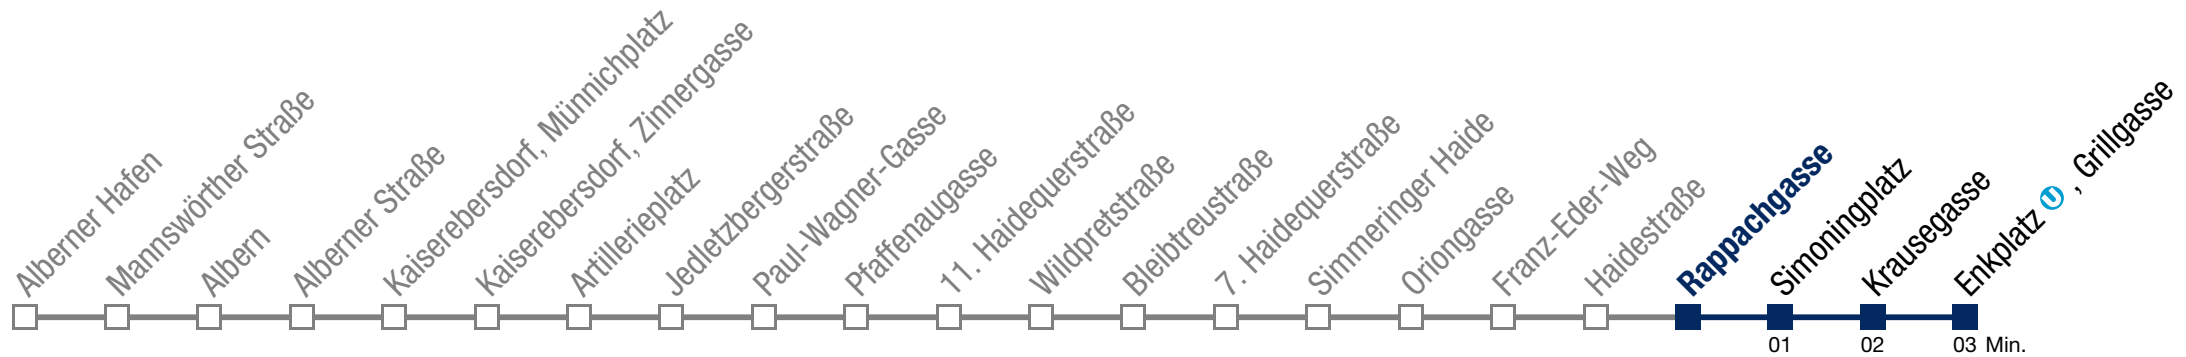 Alberner Hafen
Mannswörther Straße
Albern
Alberner Straße
Kaiserebersdorf, Münnichplatz
Kaiserebersdorf, Zinnergasse
Artillerieplatz
Jedletzbergerstraße
Paul-Wagner-Gasse
Pfaffenaugasse
11. Haidequerstraße
Wildpretstraße
Bleibtreustraße
7. Haidequerstraße
Simmeringer Haide
Oriongasse
Franz-Eder-Weg
Haidestraße
Rappachgasse
Simoningplatz
Krausegasse
Enkplatz U , Grillgasse
01 02 03 Min.